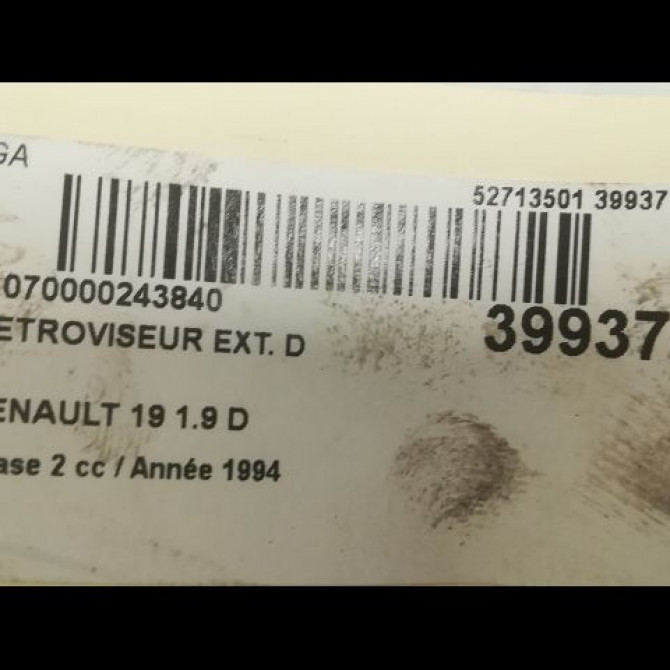 GA
52713501 39937
070000243840
39937
ETROVISEUR EXT. D
ENAULT 19 1.9 D
ase 2 cc / Année 1994